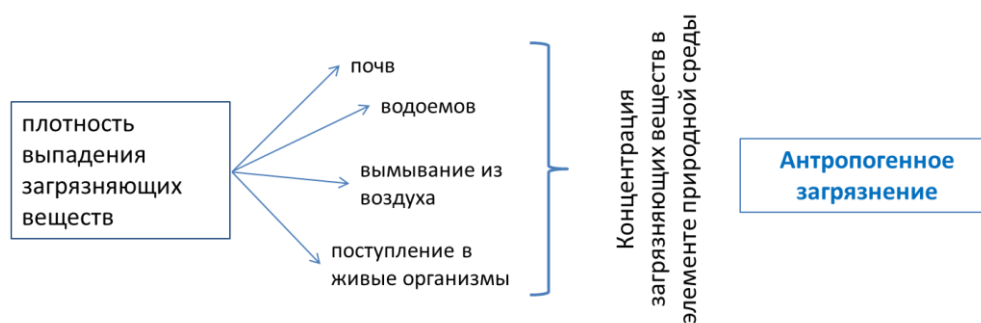 плотность
выпадения
загрязняющих
веществ
почв
водоемов
вымывание из
воздуха
поступление в
живые организмы
Концентрация
загрязняющих веществ в
элементе природной среды
Антропогенное
загрязнение